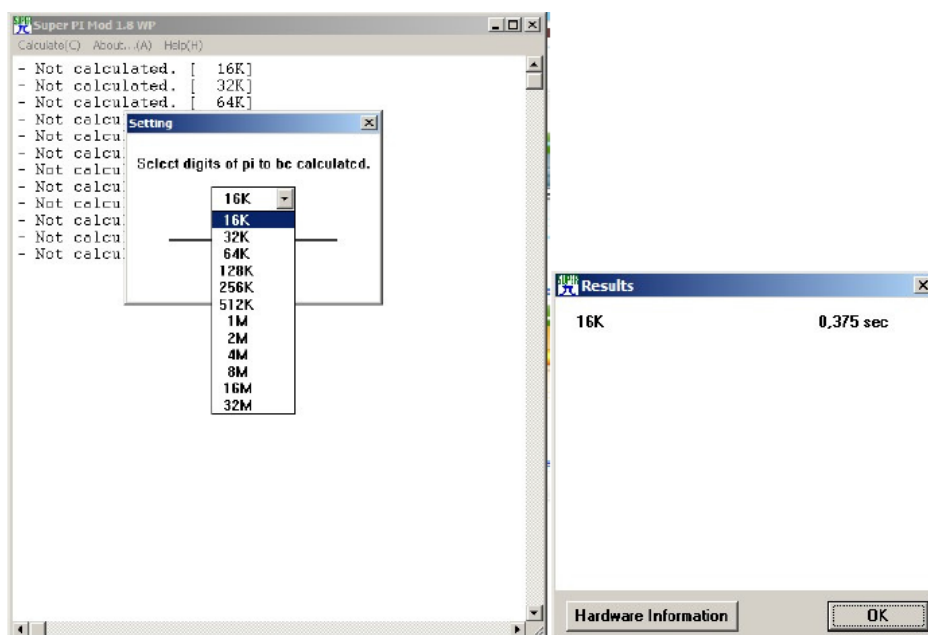 Super PI Mod 1.8 WP
Calculate(C) About...(A) Help(H)
- Not calculated. [ 16K]
- Not calculated. [ 32K]
- Not calculated. [ 64K]
- Not calcu
- Not calcu
- Not calcu
- Not calcu
- Not calcu
- Not calcu
- Not calcu
- Not calcu
- Not calcu
Setting
Select digits of pi to be calculated.
16K
16K
32K
64K
128K
256K
512K
1M
2M
4M
8M
16M
32M
Results
16K 0,375 sec
Hardware Information OK